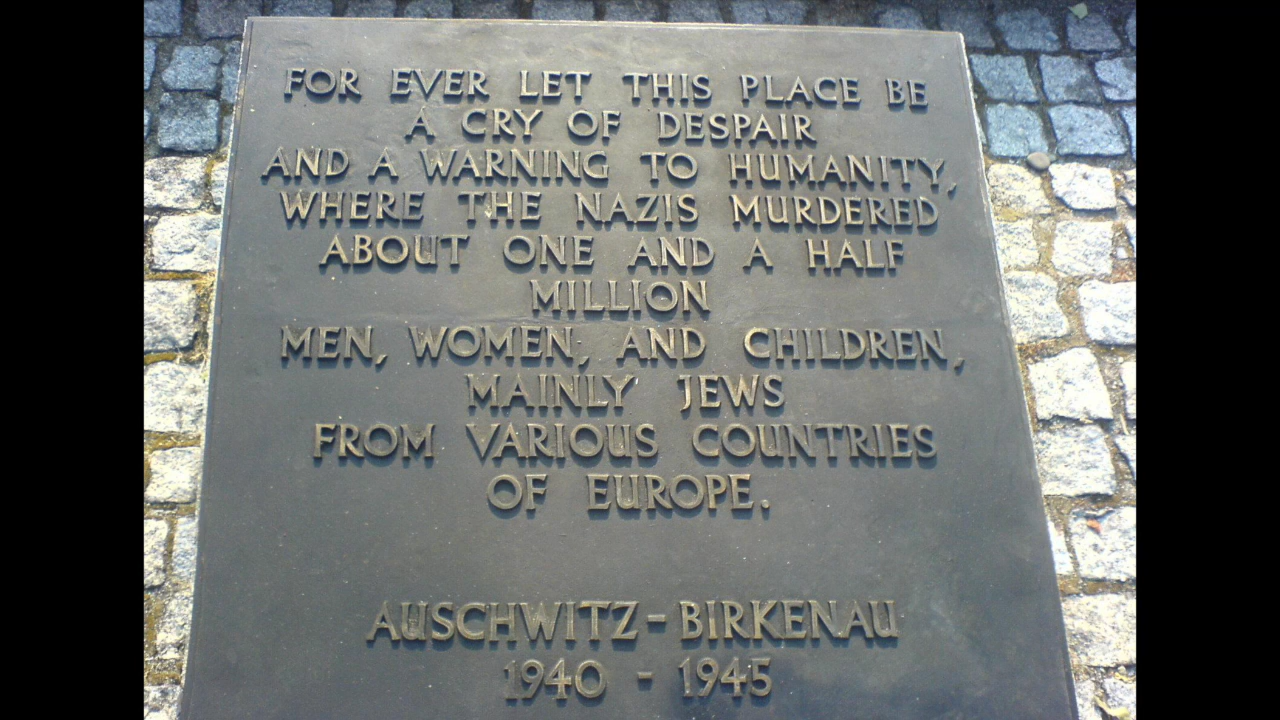 FOR EVER LET THIS PLACE BE
A CRY OF DESPAIR
AND A WARNING TO HUMANITY,
WHERE THE NAZIS MURDERED
ABOUT ONE AND A HALF
MILLION
MEN, WOMEN, AND CHILDREN,
MAINLY JEWS
FROM VARIOUS COUNTRIES
OF EUROPE.
AUSCHWITZ - BIRKENAU
1940 - 1945